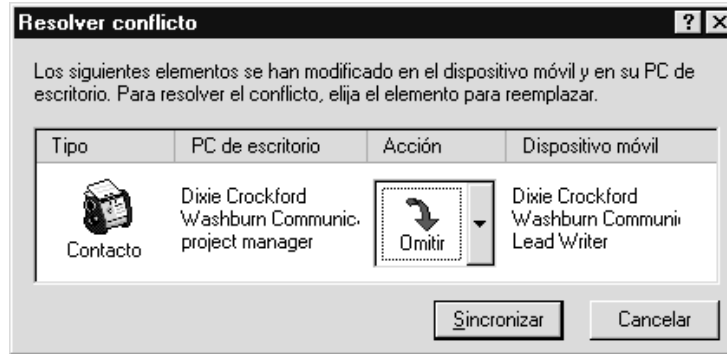 Resolver conflicto
Los siguientes elementos se han modificado en el dispositivo móvil y en su PC de
escritorio. Para resolver el conflicto, elija el elemento para reemplazar.
Tipo PC de escritorio Acción Dispositivo móvil
Contacto
Dixie Crockford
Washburn Communic.
project manager
Omitir
Dixie Crockford
Washburn Communi
Lead Writer
Sincronizar Cancelar